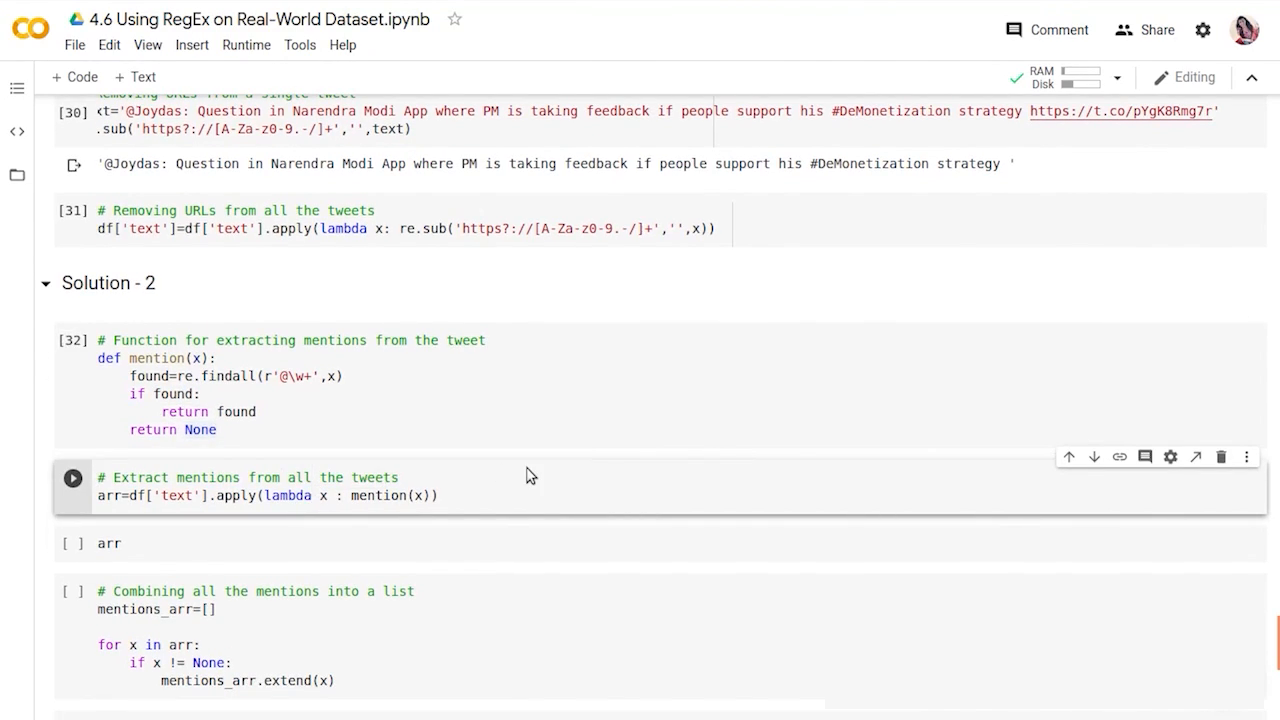 4.6 Using RegEx on Real-World Dataset.ipynb
File Edit View Insert Runtime Tools Help
Comment Share
+ Code + Text
RAM
Disk
Editing
Removing URLs from a single tweet
[30] xt='@Joydas: Question in Narendra Modi App where PM is taking feedback if people support his #DeMonetization strategy https://t.co/pYgK8Rmg7r'
.sub('https?://[A-Za-z0-9.-/]+','',text)
'@Joydas: Question in Narendra Modi App where PM is taking feedback if people support his #DeMonetization strategy '
[31] # Removing URLs from all the tweets
df['text']=df['text'].apply(lambda x: re.sub('https?://[A-Za-z0-9.-/]+','',x))
Solution - 2
[32] # Function for extracting mentions from the tweet
def mention(x):
found=re.findall(r'@\w+',x)
if found:
return found
return None
# Extract mentions from all the tweets
arr=df['text'].apply(lambda x : mention(x))
[ ] arr
[ ] # Combining all the mentions into a list
mentions_arr=[]
for x in arr:
if x != None:
mentions_arr.extend(x)